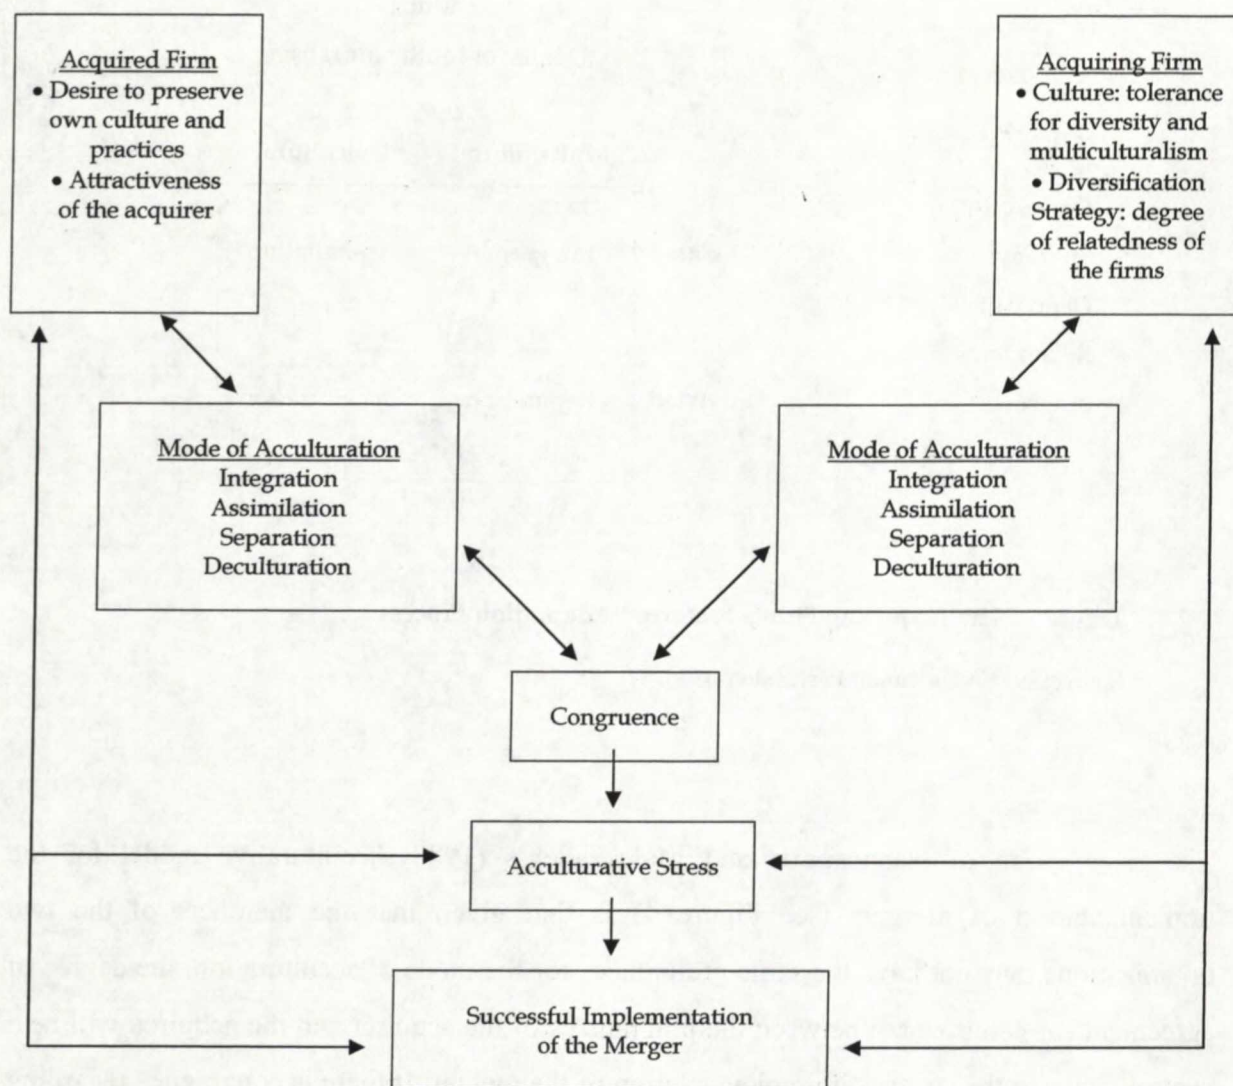 Acquired Firm
• Desire to preserve
own culture and
practices
• Attractiveness
of the acquirer
Acquiring Firm
• Culture: tolerance
for diversity and
multiculturalism
• Diversification
Strategy: degree
of relatedness of
the firms
Mode of Acculturation
Integration
Assimilation
Separation
Deculturation
Mode of Acculturation
Integration
Assimilation
Separation
Deculturation
Congruence
Acculturative Stress
Successful Implementation
of the Merger